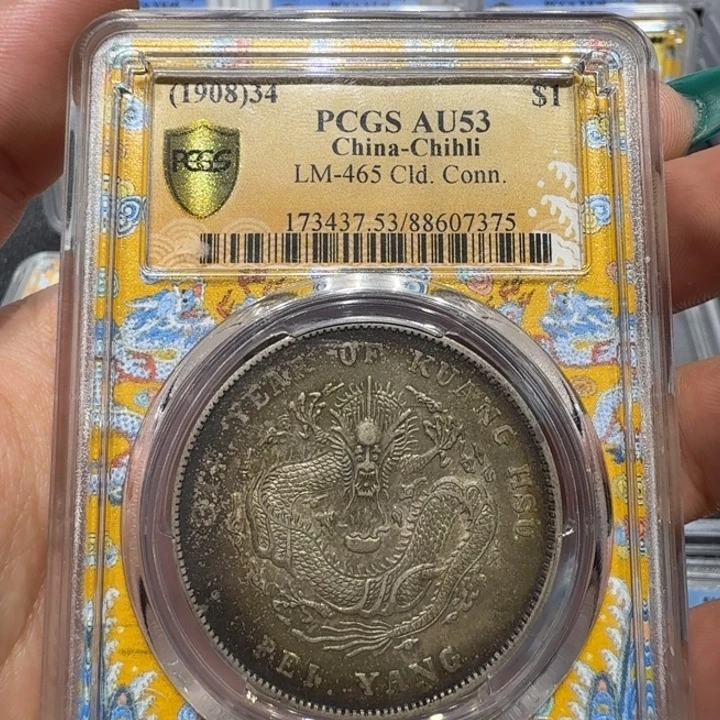 (1908)34 $1
PCGS AU53
China-Chihli
LM-465 Cld. Conn.
PCGS
173437.53/88607375
YEAR OF KUANG HSU
PEI YANG